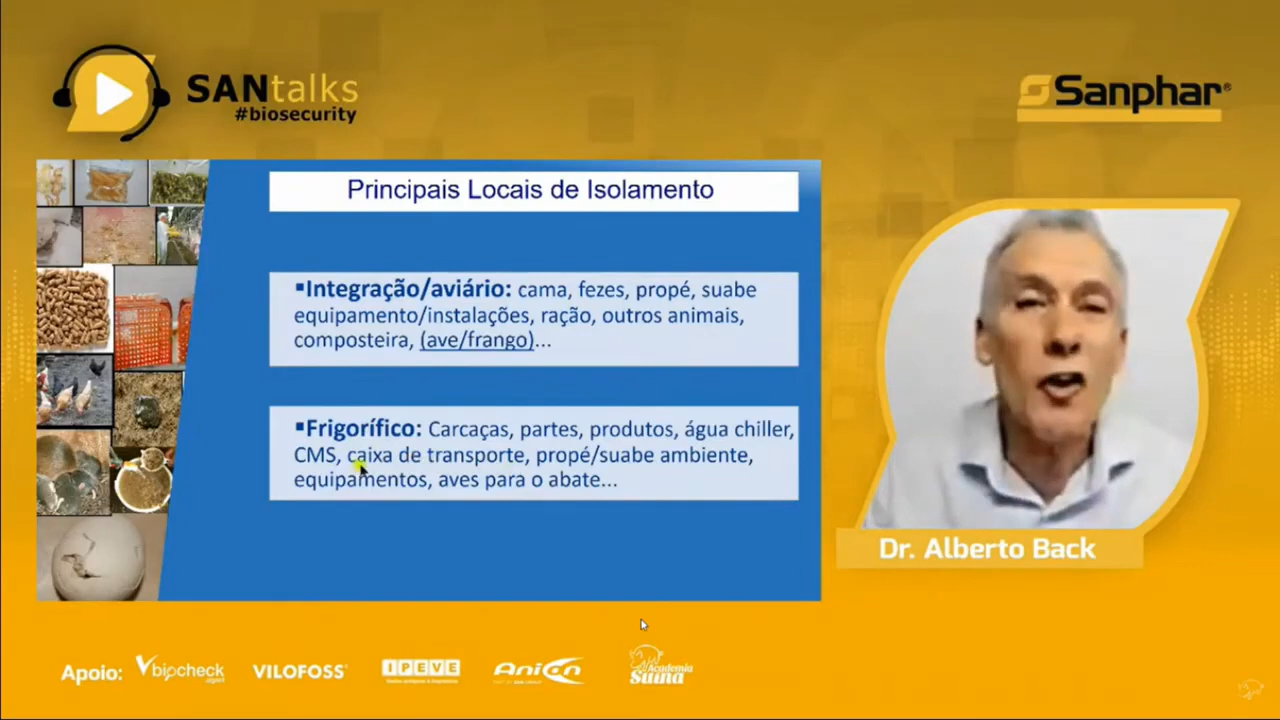 SANtalks
#biosecurity
Sanphar®
Principais Locais de Isolamento
▪Integração/aviário: cama, fezes, propé, suabe
equipamento/instalações, ração, outros animais,
composteira, (ave/frango)...
▪Frigorífico: Carcaças, partes, produtos, água chiller,
CMS, caixa de transporte, propé/suabe ambiente,
equipamentos, aves para o abate...
Dr. Alberto Back
Apoio:
biocheck
VILOFOSS
IPEVE
Anicon
Academia
Suína